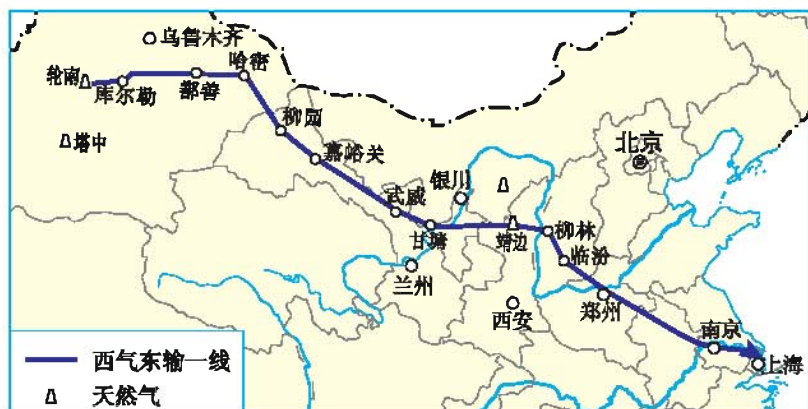 乌鲁木齐
哈密
轮南
库尔勒
鄯善
塔中
柳园
嘉峪关
北京
银川
武威
甘塘
靖边
柳林
临汾
兰州
西安
郑州
南京
上海
西气东输一线
天然气